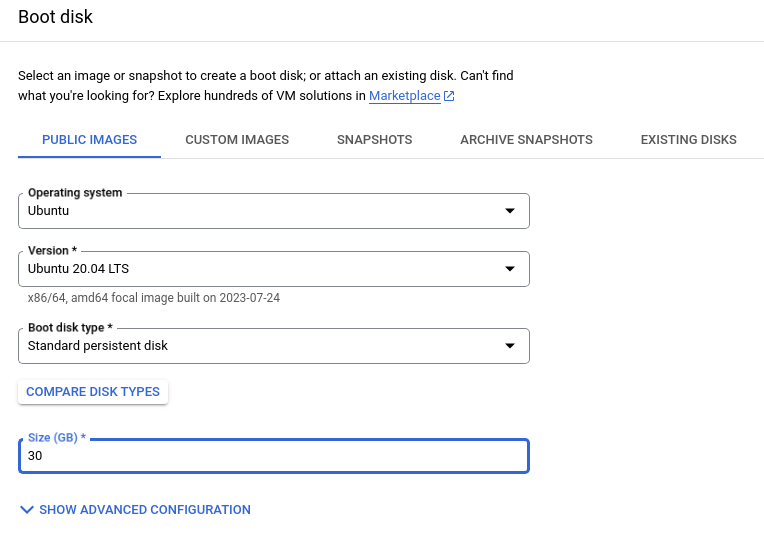 Boot disk
Select an image or snapshot to create a boot disk; or attach an existing disk. Can't find
what you're looking for? Explore hundreds of VM solutions in Marketplace
PUBLIC IMAGES CUSTOM IMAGES SNAPSHOTS ARCHIVE SNAPSHOTS EXISTING DISKS
Operating system
Ubuntu
Version *
Ubuntu 20.04 LTS
x86/64, amd64 focal image built on 2023-07-24
Boot disk type *
Standard persistent disk
COMPARE DISK TYPES
Size (GB) *
30
SHOW ADVANCED CONFIGURATION